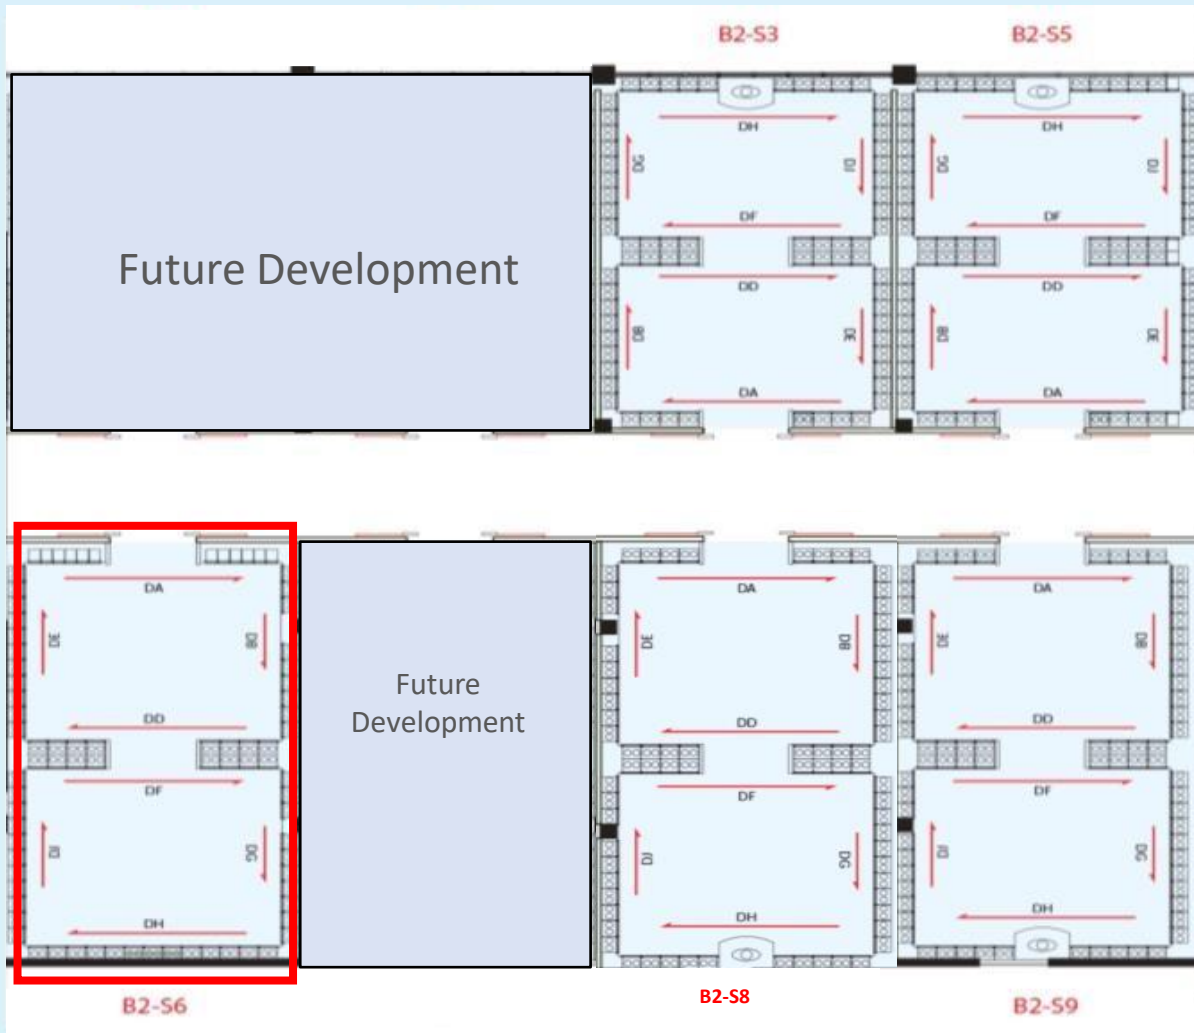 B2-S3
B2-S5
DH
DH
DG
DJ
DG
DJ
DF
DF
Future Development
DD
DD
DE
DE
DA
DA
DA
DA
DA
DE
DB
DE
DB
DE
DB
Future
Development
DD
DD
DD
DF
DF
DF
DJ
DG
DJ
DG
DJ
DG
DH
DH
DH
B2-S6
B2-S8
B2-S9